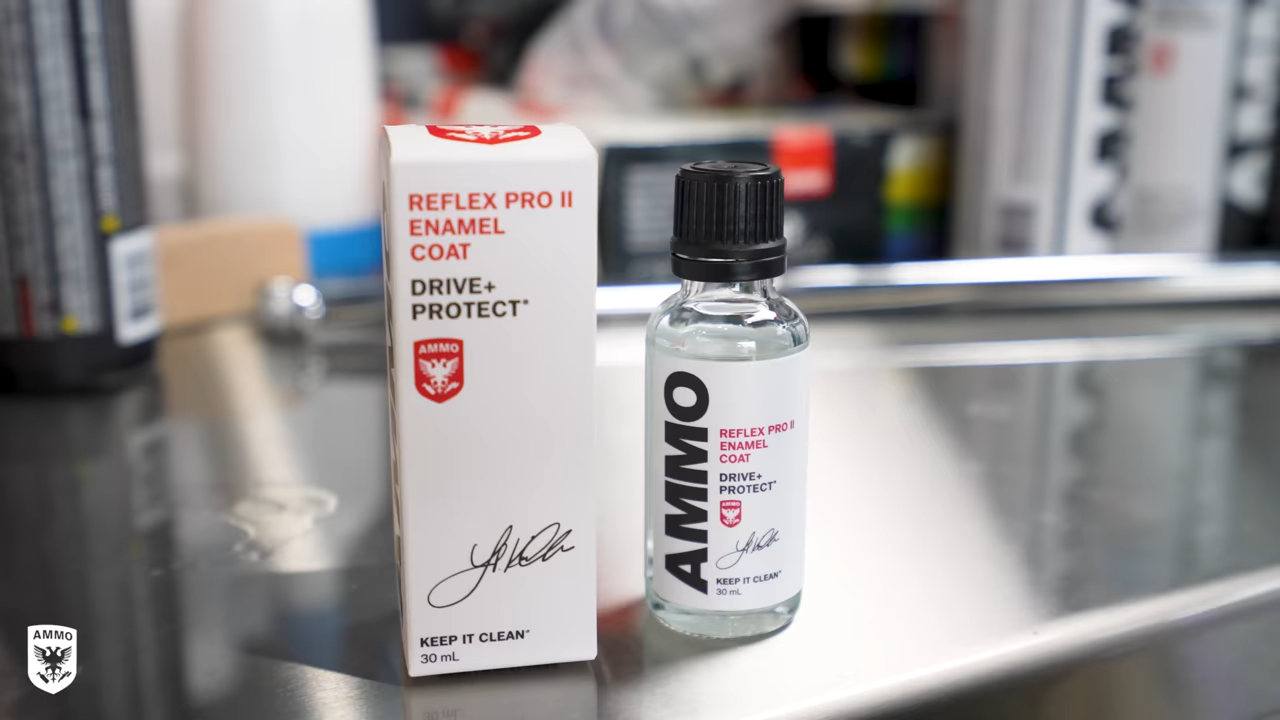 REFLEX PRO II
ENAMEL
COAT
DRIVE+
PROTECT*
AMMO
KEEP IT CLEAN*
30 mL
AMMO
REFLEX PRO II
ENAMEL
COAT
DRIVE+
PROTECT*
AMMO
KEEP IT CLEAN*
30 mL
AMMO